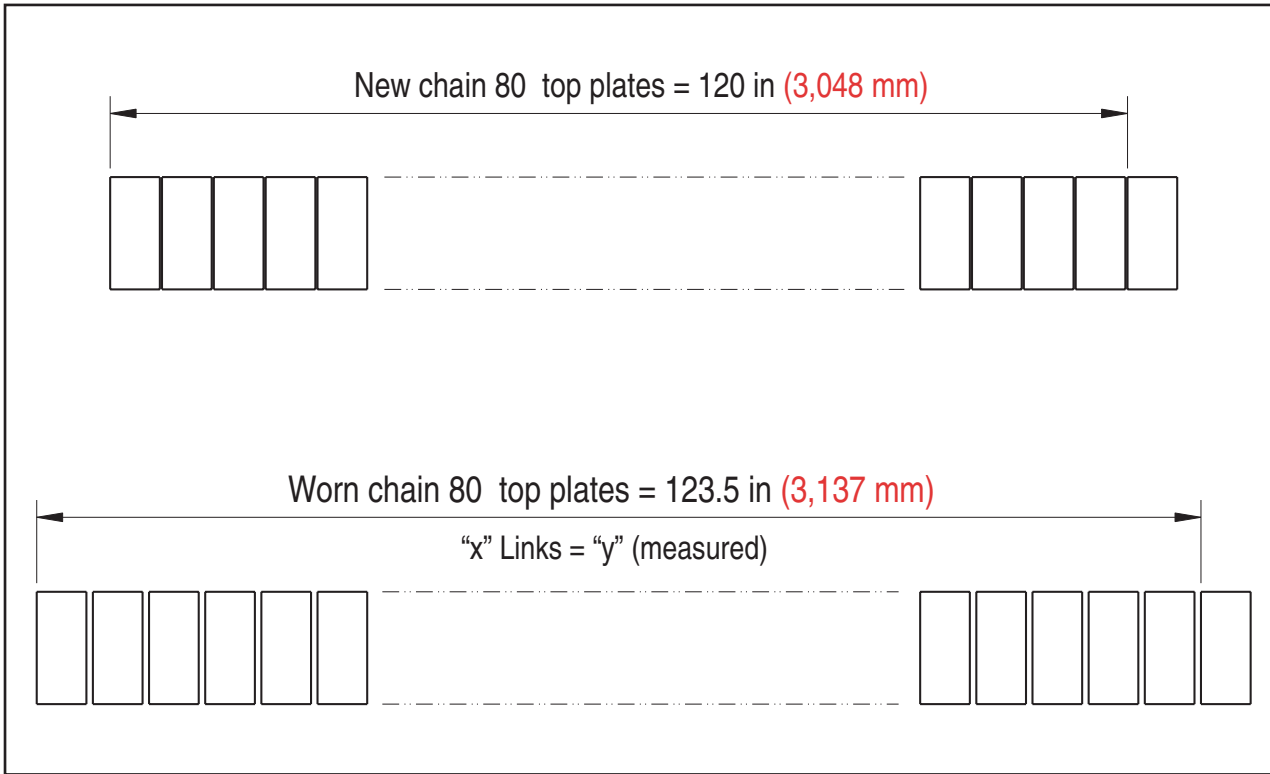 New chain 80 top plates = 120 in (3,048 mm)
Worn chain 80 top plates = 123.5 in (3,137 mm)
“x” Links = “y” (measured)